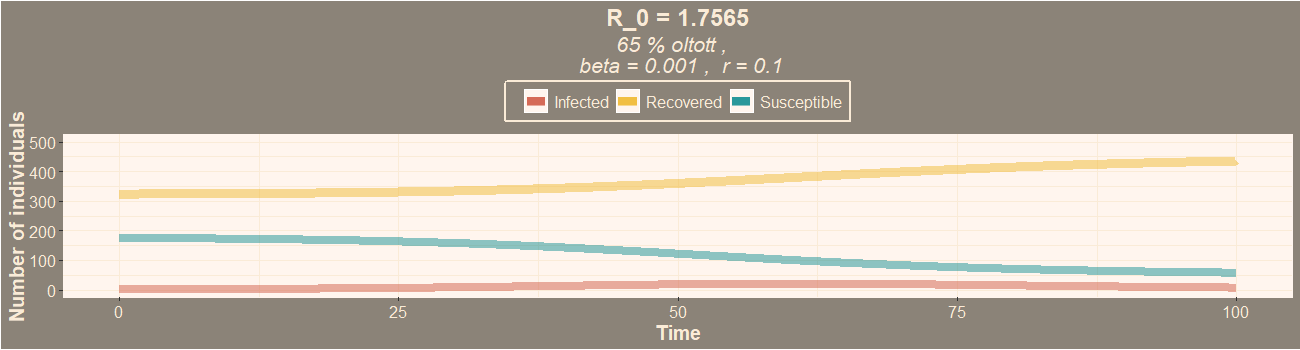 R_0 = 1.7565
65 % oltott ,
beta = 0.001 , r = 0.1
Infected
Recovered
Susceptible
Number of individuals
500
400
300
200
100
0
0
25
50
75
100
Time